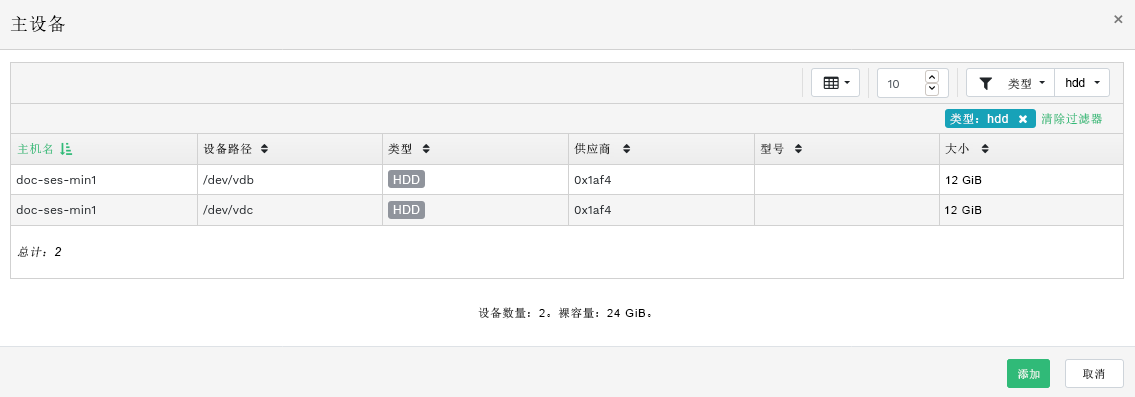 主设备 ×
10 类型 hdd
类型：hdd × 清除过滤器
主机名 设备路径 类型 供应商 型号 大小
doc-ses-min1 /dev/vdb HDD 0x1af4 12 GiB
doc-ses-min1 /dev/vdc HDD 0x1af4 12 GiB
总计：2
设备数量：2。裸容量：24 GiB。
添加 取消